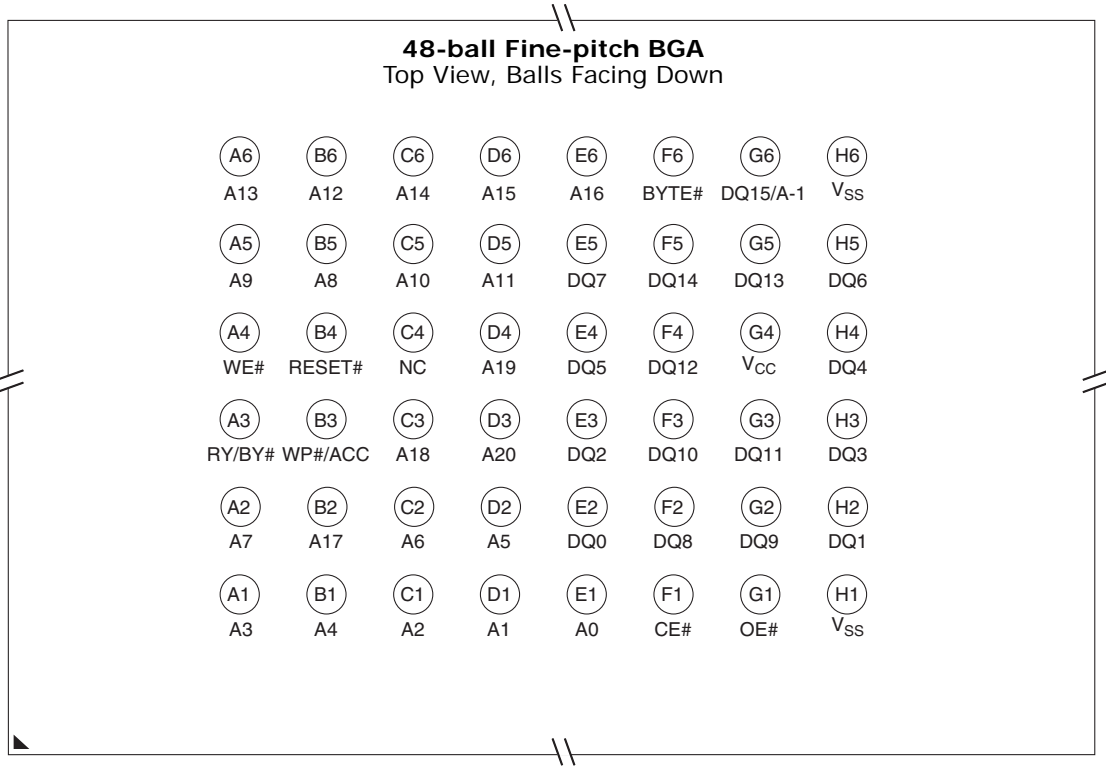 48-ball Fine-pitch BGA
Top View, Balls Facing Down
A6 B6 C6 D6 E6 F6 G6 H6
A13 A12 A14 A15 A16 BYTE# DQ15/A-1 VSS
A5 B5 C5 D5 E5 F5 G5 H5
A9 A8 A10 A11 DQ7 DQ14 DQ13 DQ6
A4 B4 C4 D4 E4 F4 G4 H4
WE# RESET# NC A19 DQ5 DQ12 VCC DQ4
A3 B3 C3 D3 E3 F3 G3 H3
RY/BY# WP#/ACC A18 A20 DQ2 DQ10 DQ11 DQ3
A2 B2 C2 D2 E2 F2 G2 H2
A7 A17 A6 A5 DQ0 DQ8 DQ9 DQ1
A1 B1 C1 D1 E1 F1 G1 H1
A3 A4 A2 A1 A0 CE# OE# VSS